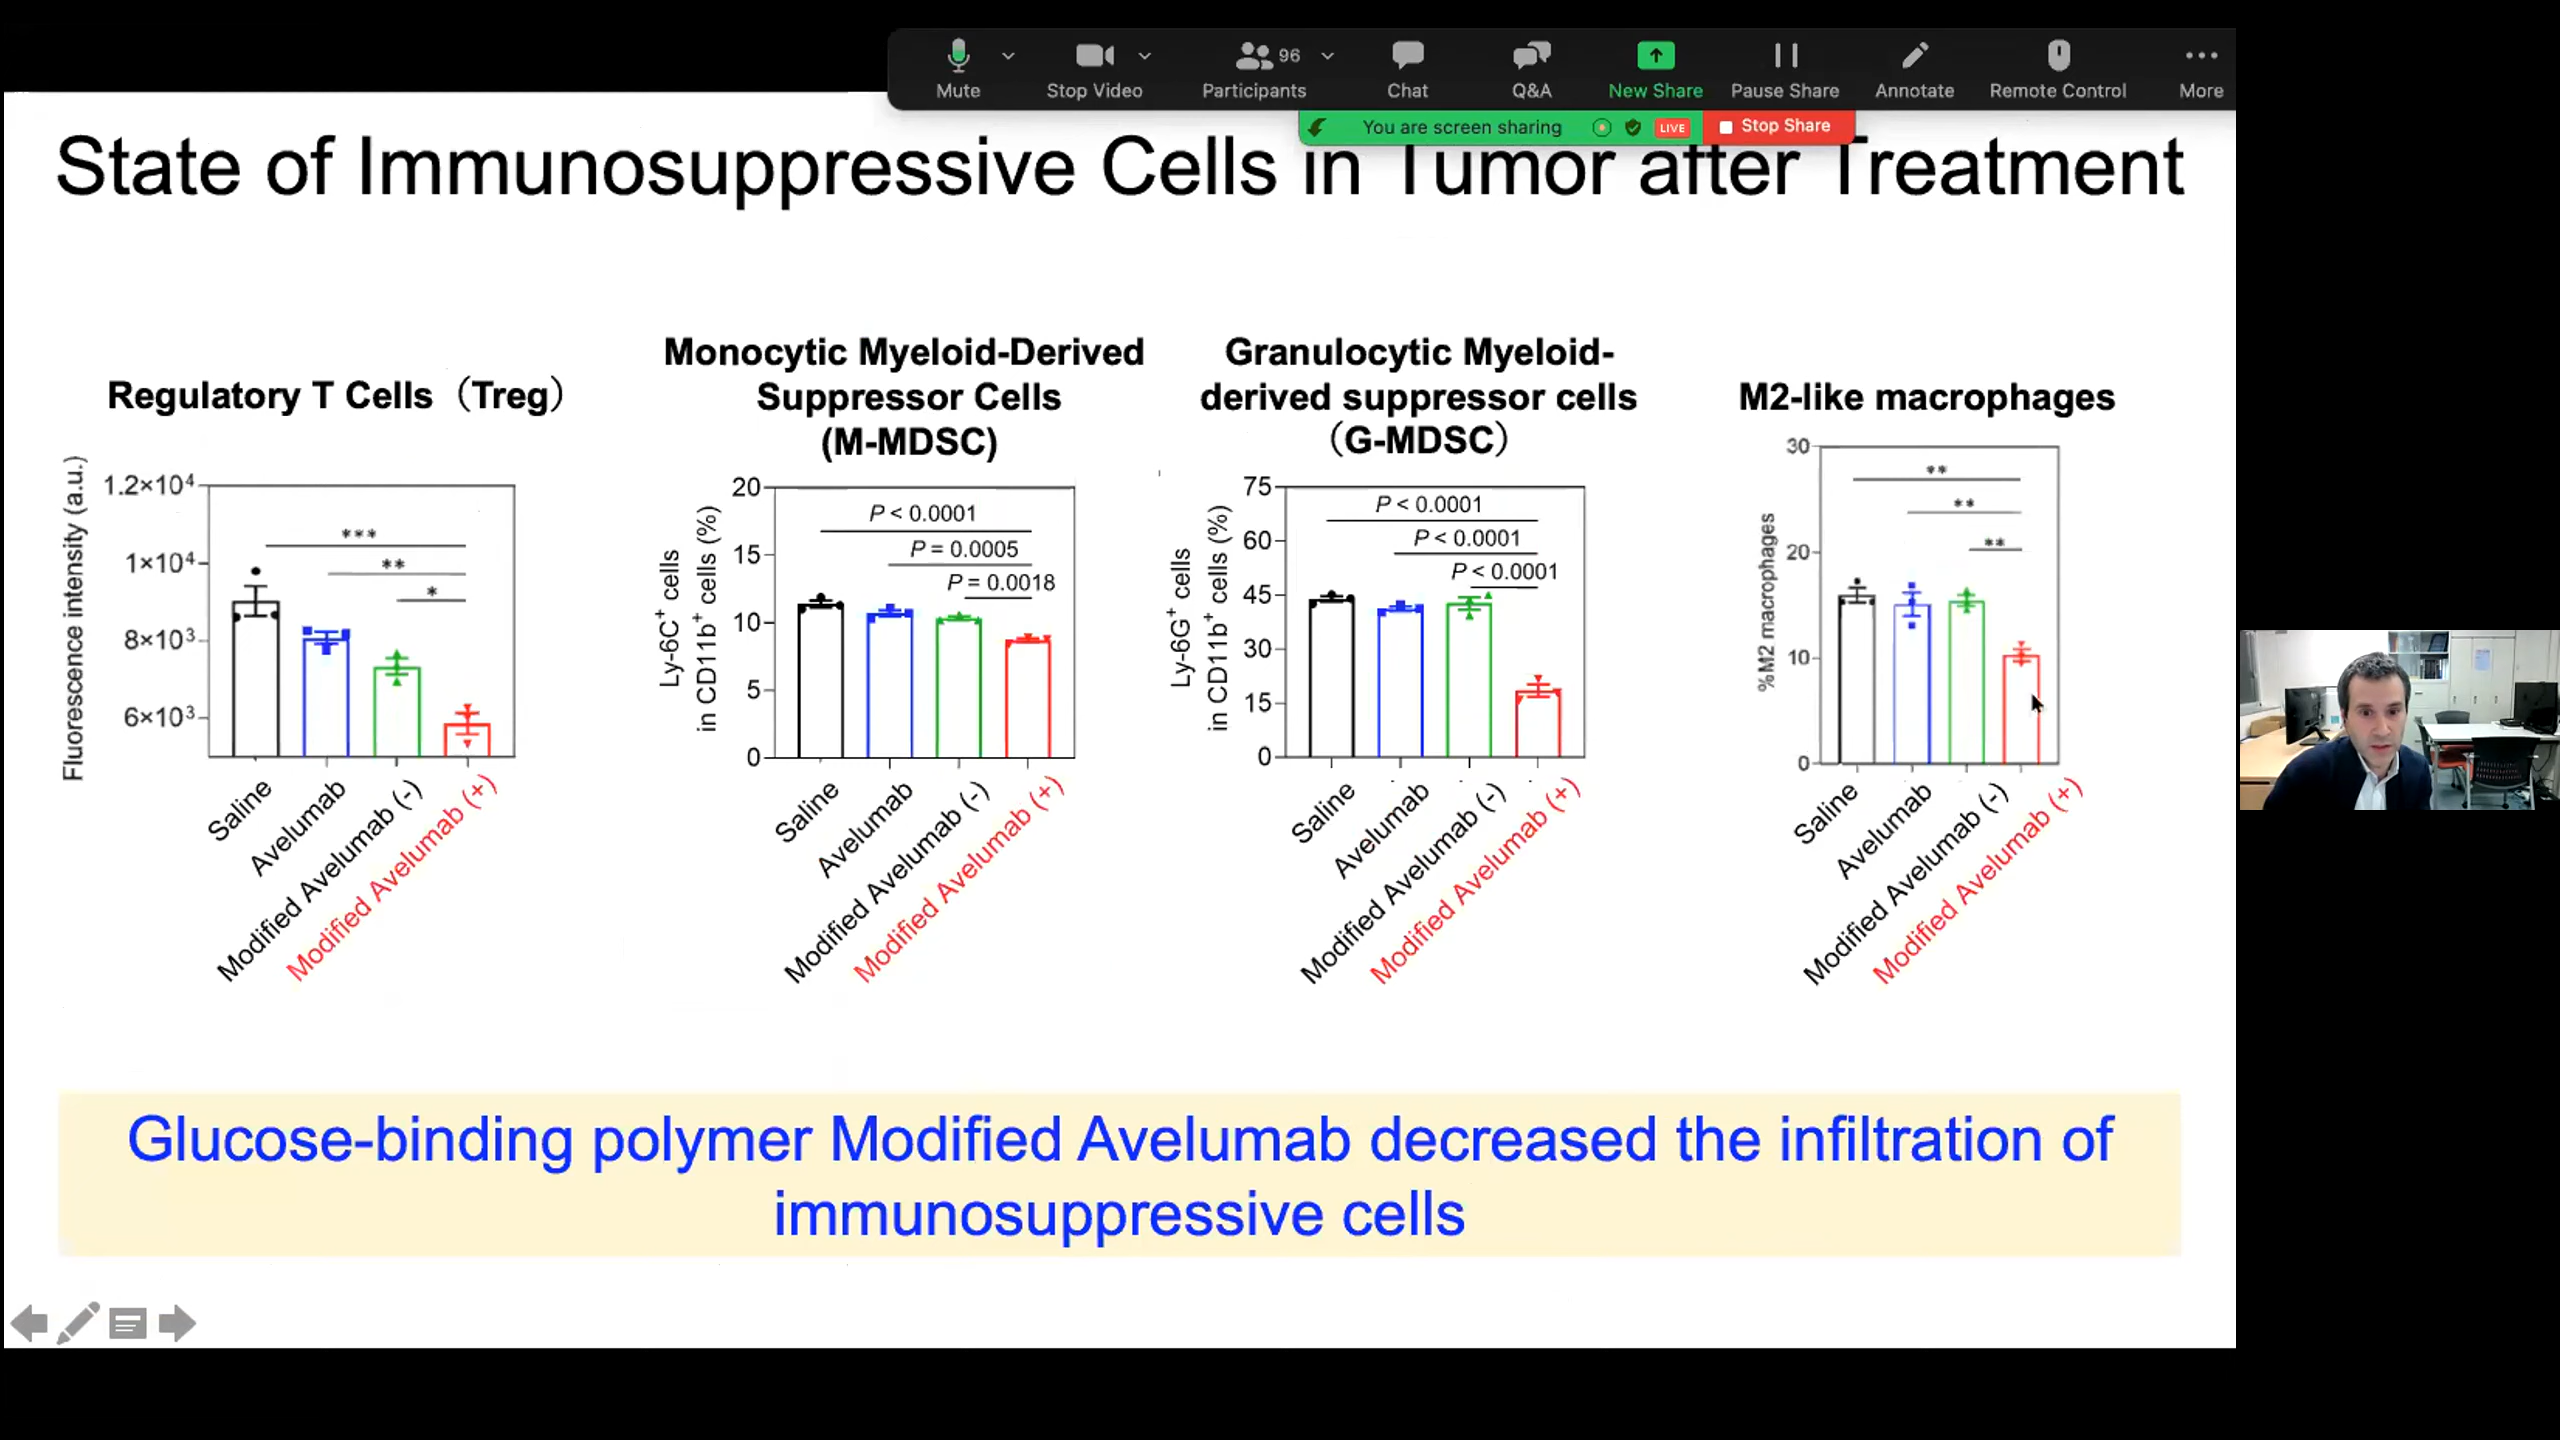 Mute
Stop Video
96
Participants
Chat
Q&A
New Share
Pause Share
Annotate
Remote Control
More
You are screen sharing
LIVE
Stop Share
State of Immunosuppressive Cells in Tumor after Treatment
Regulatory T Cells（Treg）
Fluorescence intensity (a.u.)
1.2×10⁴
1×10⁴
8×10³
6×10³
***
**
*
Saline
Avelumab
Modified Avelumab (-)
Modified Avelumab (+)
Monocytic Myeloid-Derived
Suppressor Cells
(M-MDSC)
Ly-6C⁺ cells
in CD11b⁺ cells (%)
20
15
10
5
0
P < 0.0001
P = 0.0005
P = 0.0018
Saline
Avelumab
Modified Avelumab (-)
Modified Avelumab (+)
Granulocytic Myeloid-
derived suppressor cells
（G-MDSC）
Ly-6G⁺ cells
in CD11b⁺ cells (%)
75
60
45
30
15
0
P < 0.0001
P < 0.0001
P < 0.0001
Saline
Avelumab
Modified Avelumab (-)
Modified Avelumab (+)
M2-like macrophages
%M2 macrophages
30
20
10
0
**
**
**
Saline
Avelumab
Modified Avelumab (-)
Modified Avelumab (+)
Glucose-binding polymer Modified Avelumab decreased the infiltration of
immunosuppressive cells